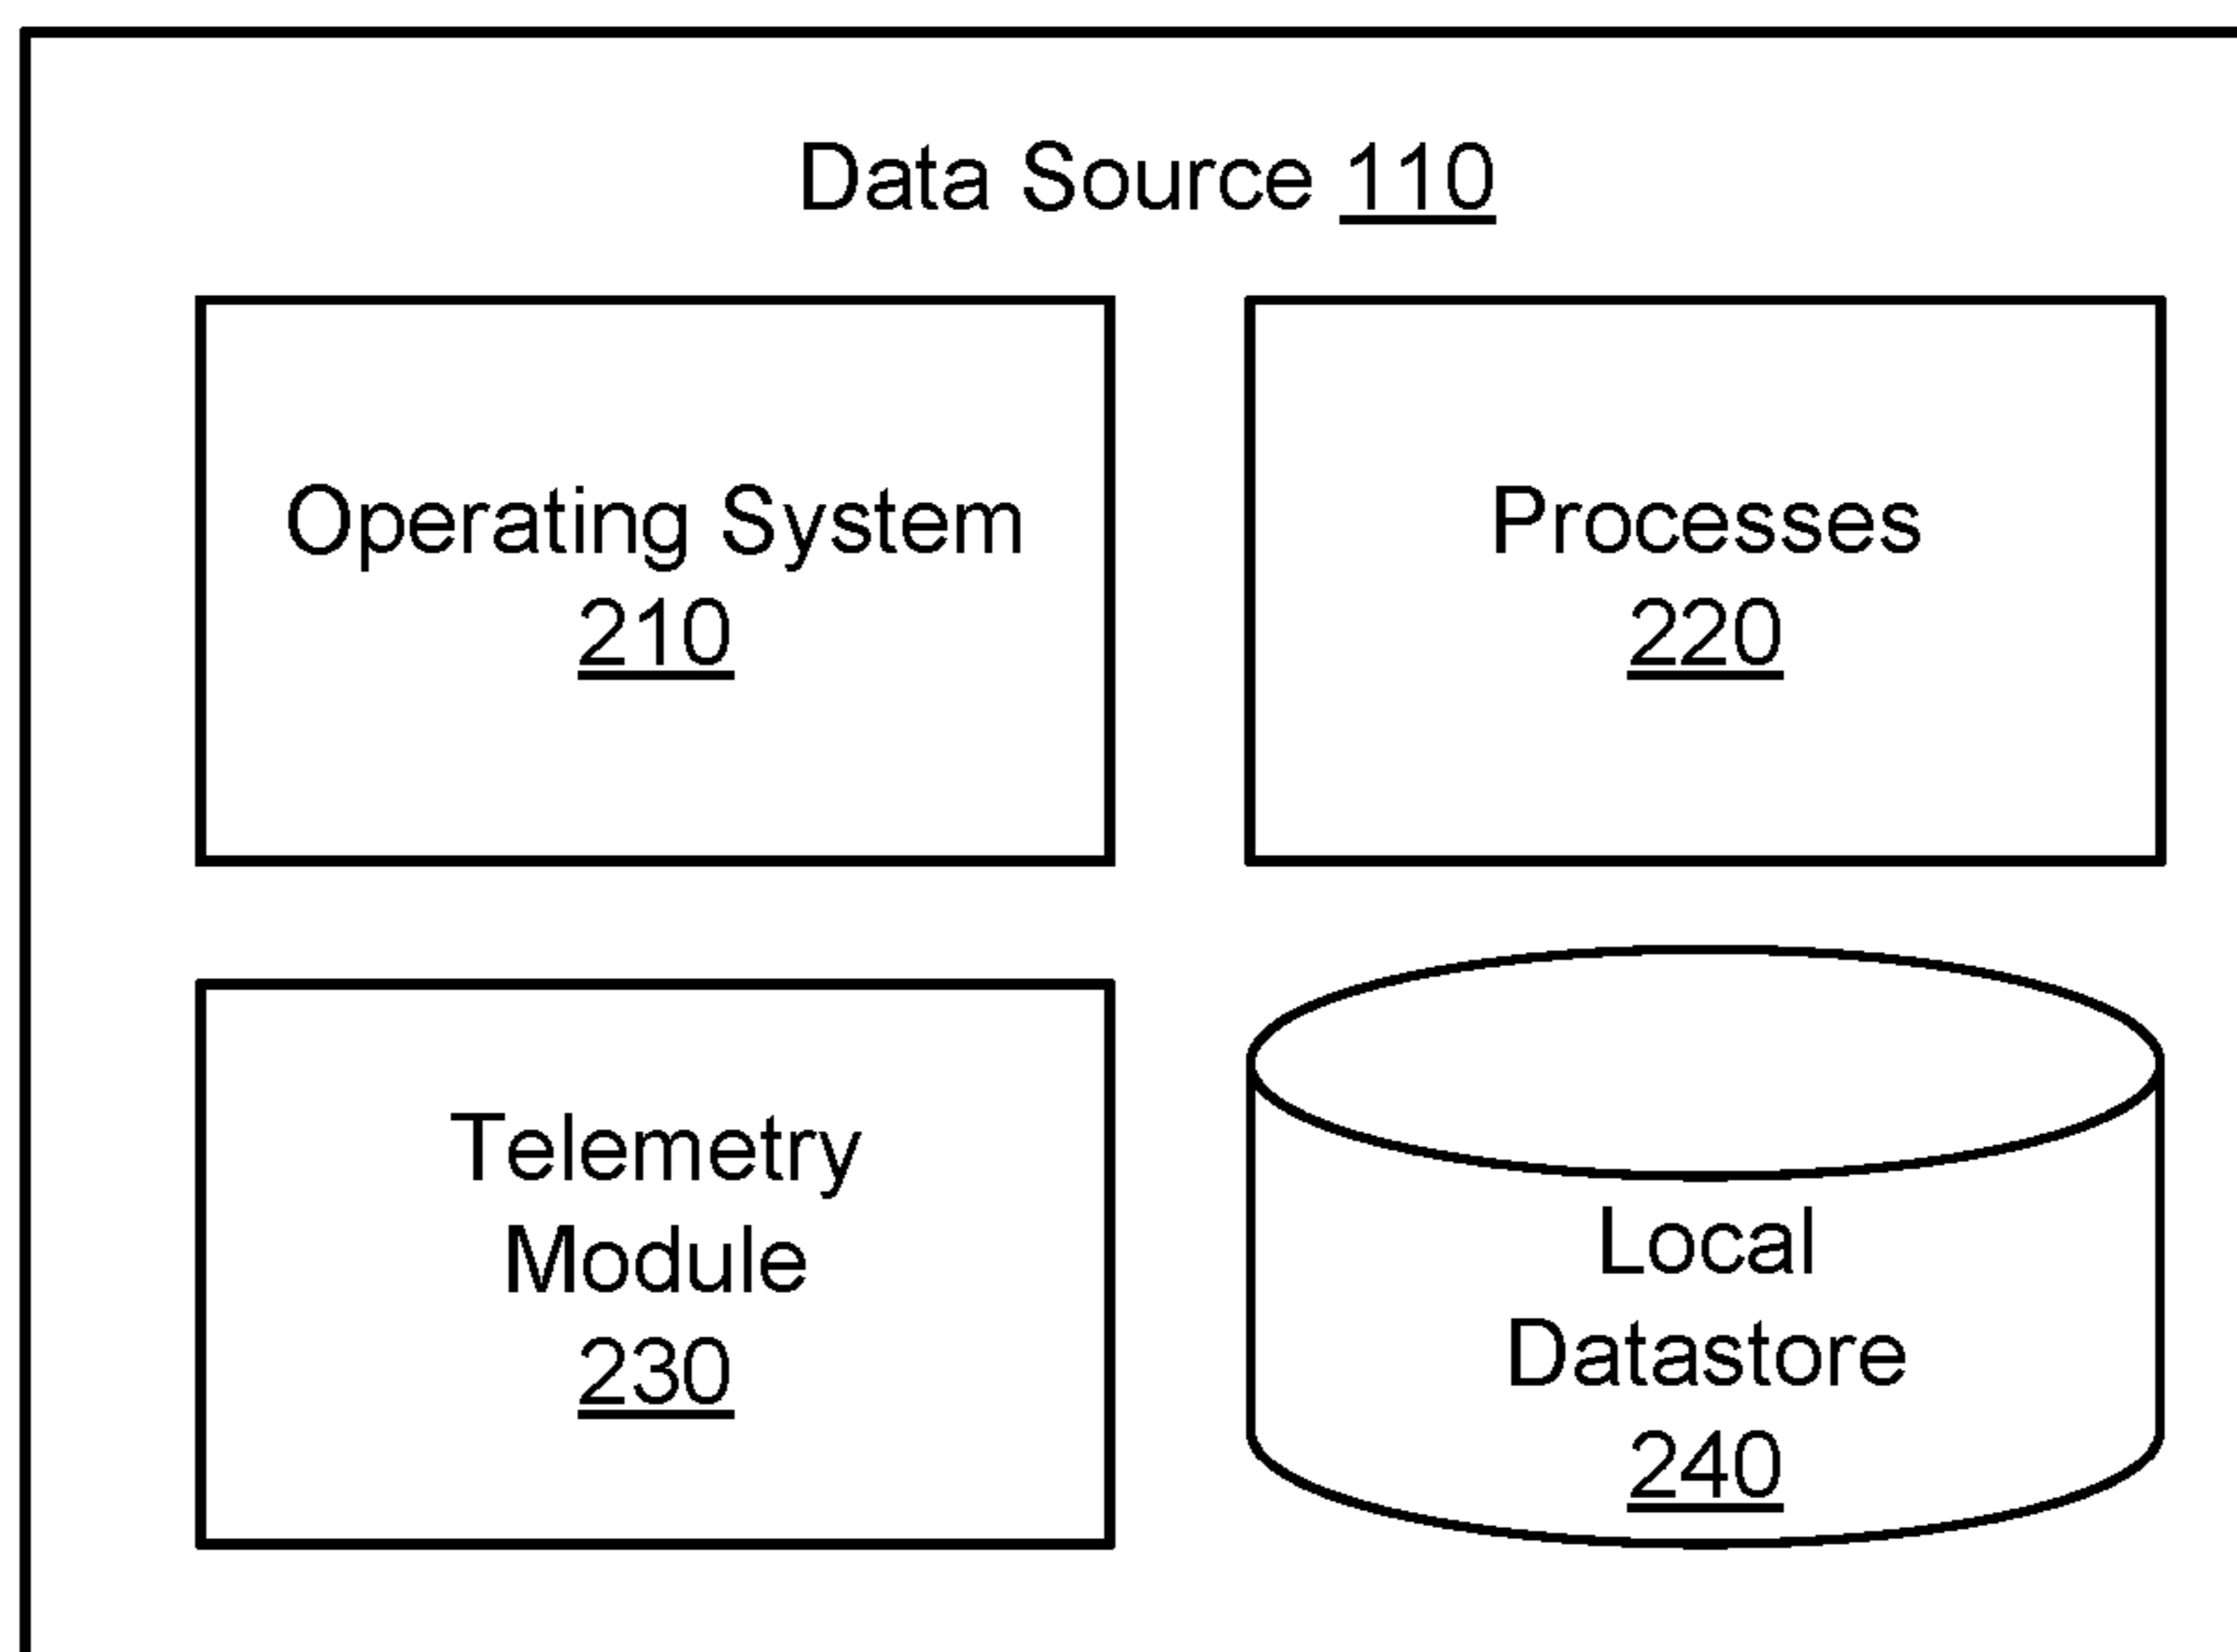 Data Source 110
Operating System
210
Processes
220
Telemetry
Module
230
Local
Datastore
240